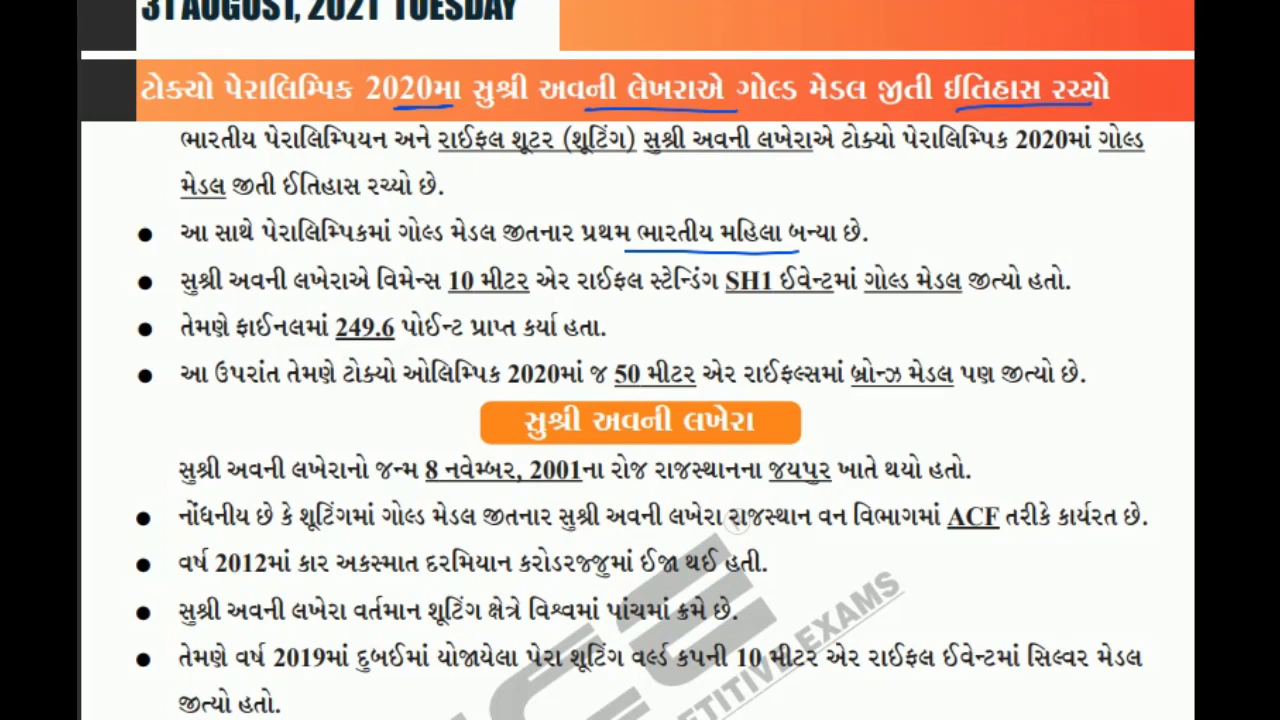 31 AUGUST, 2021 TUESDAY
ટોક્યો પેરાલિમ્પિક 2020મા સુશ્રી અવની લેખરાએ ગોલ્ડ મેડલ જીતી ઈતિહાસ રચ્યો
ભારતીય પેરાલિમ્પિયન અને રાઈફલ શૂટર (શૂટિંગ) સુશ્રી અવની લખેરાએ ટોક્યો પેરાલિમ્પિક 2020માં ગોલ્ડ
મેડલ જીતી ઈતિહાસ રચ્યો છે.
● આ સાથે પેરાલિમ્પિકમાં ગોલ્ડ મેડલ જીતનાર પ્રથમ ભારતીય મહિલા બન્યા છે.
● સુશ્રી અવની લખેરાએ વિમેન્સ 10 મીટર એર રાઈફલ સ્ટેન્ડિંગ SH1 ઈવેન્ટમાં ગોલ્ડ મેડલ જીત્યો હતો.
● તેમણે ફાઈનલમાં 249.6 પોઈન્ટ પ્રાપ્ત કર્યા હતા.
● આ ઉપરાંત તેમણે ટોક્યો ઓલિમ્પિક 2020માં જ 50 મીટર એર રાઈફલ્સમાં બ્રોન્ઝ મેડલ પણ જીત્યો છે.
સુશ્રી અવની લખેરા
સુશ્રી અવની લખેરાનો જન્મ 8 નવેમ્બર, 2001ના રોજ રાજસ્થાનના જયપુર ખાતે થયો હતો.
● નોંધનીય છે કે શૂટિંગમાં ગોલ્ડ મેડલ જીતનાર સુશ્રી અવની લખેરા રાજસ્થાન વન વિભાગમાં ACF તરીકે કાર્યરત છે.
● વર્ષ 2012માં કાર અકસ્માત દરમિયાન કરોડરજ્જુમાં ઈજા થઈ હતી.
● સુશ્રી અવની લખેરા વર્તમાન શૂટિંગ ક્ષેત્રે વિશ્વમાં પાંચમાં ક્રમે છે.
● તેમણે વર્ષ 2019માં દુબઈમાં યોજાયેલા પેરા શૂટિંગ વર્લ્ડ કપની 10 મીટર એર રાઈફલ ઈવેન્ટમાં સિલ્વર મેડલ
જીત્યો હતો.